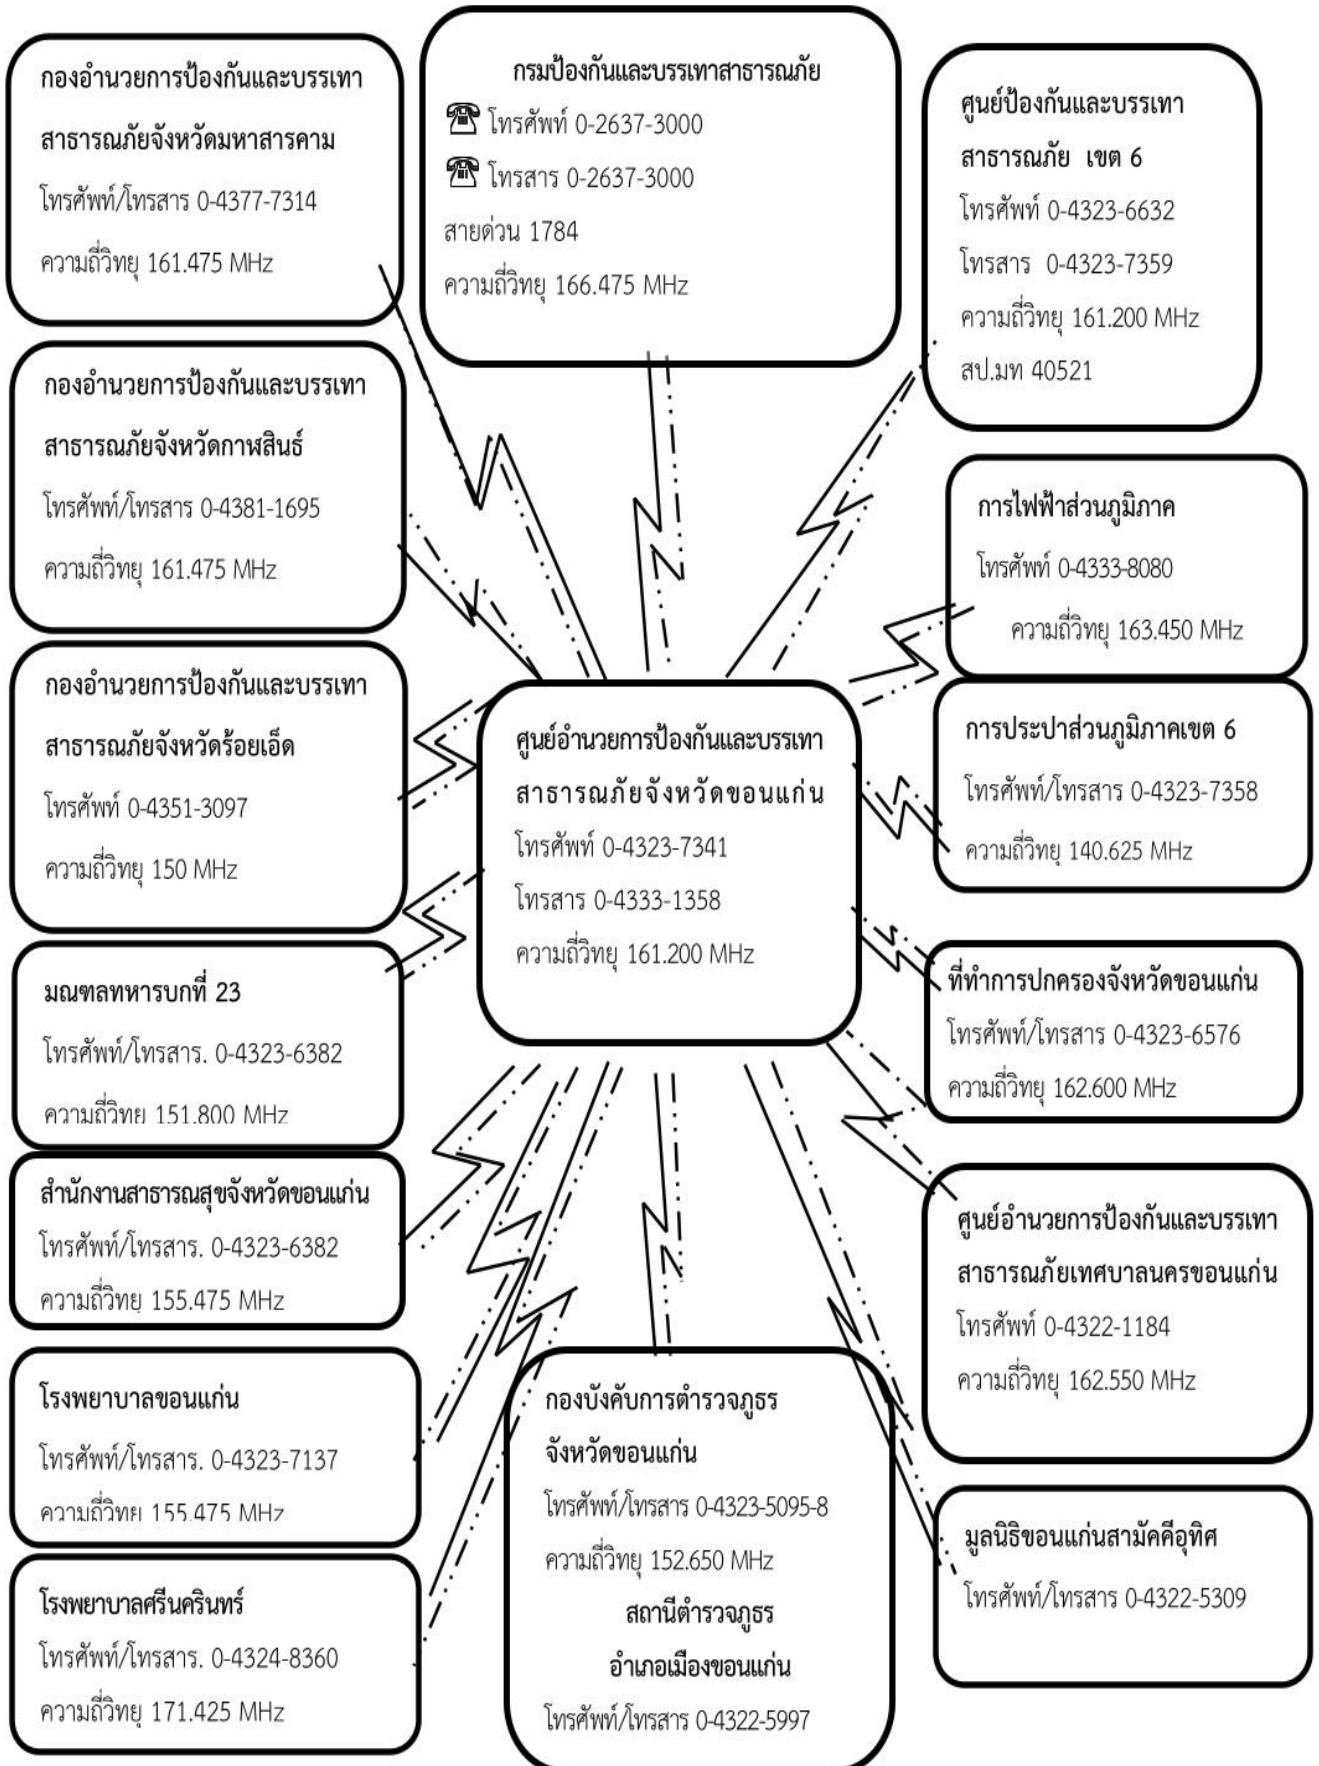 กองอำนวยการป้องกันและบรรเทา
สาธารณภัยจังหวัดมหาสารคาม
โทรศัพท์/โทรสาร 0-4377-7314
ความถี่วิทยุ 161.475 MHz
กรมป้องกันและบรรเทาสาธารณภัย
โทรศัพท์ 0-2637-3000
โทรสาร 0-2637-3000
สายด่วน 1784
ความถี่วิทยุ 166.475 MHz
ศูนย์ป้องกันและบรรเทา
สาธารณภัย เขต 6
โทรศัพท์ 0-4323-6632
โทรสาร 0-4323-7359
ความถี่วิทยุ 161.200 MHz
สป.มท 40521
กองอำนวยการป้องกันและบรรเทา
สาธารณภัยจังหวัดกาฬสินธ์
โทรศัพท์/โทรสาร 0-4381-1695
ความถี่วิทยุ 161.475 MHz
การไฟฟ้าส่วนภูมิภาค
โทรศัพท์ 0-4333-8080
ความถี่วิทยุ 163.450 MHz
กองอำนวยการป้องกันและบรรเทา
สาธารณภัยจังหวัดร้อยเอ็ด
โทรศัพท์ 0-4351-3097
ความถี่วิทยุ 150 MHz
ศูนย์อำนวยการป้องกันและบรรเทา
สาธารณภัยจังหวัดขอนแก่น
โทรศัพท์ 0-4323-7341
โทรสาร 0-4333-1358
ความถี่วิทยุ 161.200 MHz
การประปาส่วนภูมิภาคเขต 6
โทรศัพท์/โทรสาร 0-4323-7358
ความถี่วิทยุ 140.625 MHz
มณฑลทหารบกที่ 23
โทรศัพท์/โทรสาร. 0-4323-6382
ความถี่วิทยุ 151.800 MHz
ที่ทำการปกครองจังหวัดขอนแก่น
โทรศัพท์/โทรสาร 0-4323-6576
ความถี่วิทยุ 162.600 MHz
สำนักงานสาธารณสุขจังหวัดขอนแก่น
โทรศัพท์/โทรสาร. 0-4323-6382
ความถี่วิทยุ 155.475 MHz
ศูนย์อำนวยการป้องกันและบรรเทา
สาธารณภัยเทศบาลนครขอนแก่น
โทรศัพท์ 0-4322-1184
ความถี่วิทยุ 162.550 MHz
โรงพยาบาลขอนแก่น
โทรศัพท์/โทรสาร. 0-4323-7137
ความถี่วิทยุ 155.475 MHz
กองบังคับการตำรวจภูธร
จังหวัดขอนแก่น
โทรศัพท์/โทรสาร 0-4323-5095-8
ความถี่วิทยุ 152.650 MHz
สถานีตำรวจภูธร
อำเภอเมืองขอนแก่น
โทรศัพท์/โทรสาร 0-4322-5997
มูลนิธิขอนแก่นสามัคคีอุทิศ
โทรศัพท์/โทรสาร 0-4322-5309
โรงพยาบาลศรีนครินทร์
โทรศัพท์/โทรสาร. 0-4324-8360
ความถี่วิทยุ 171.425 MHz